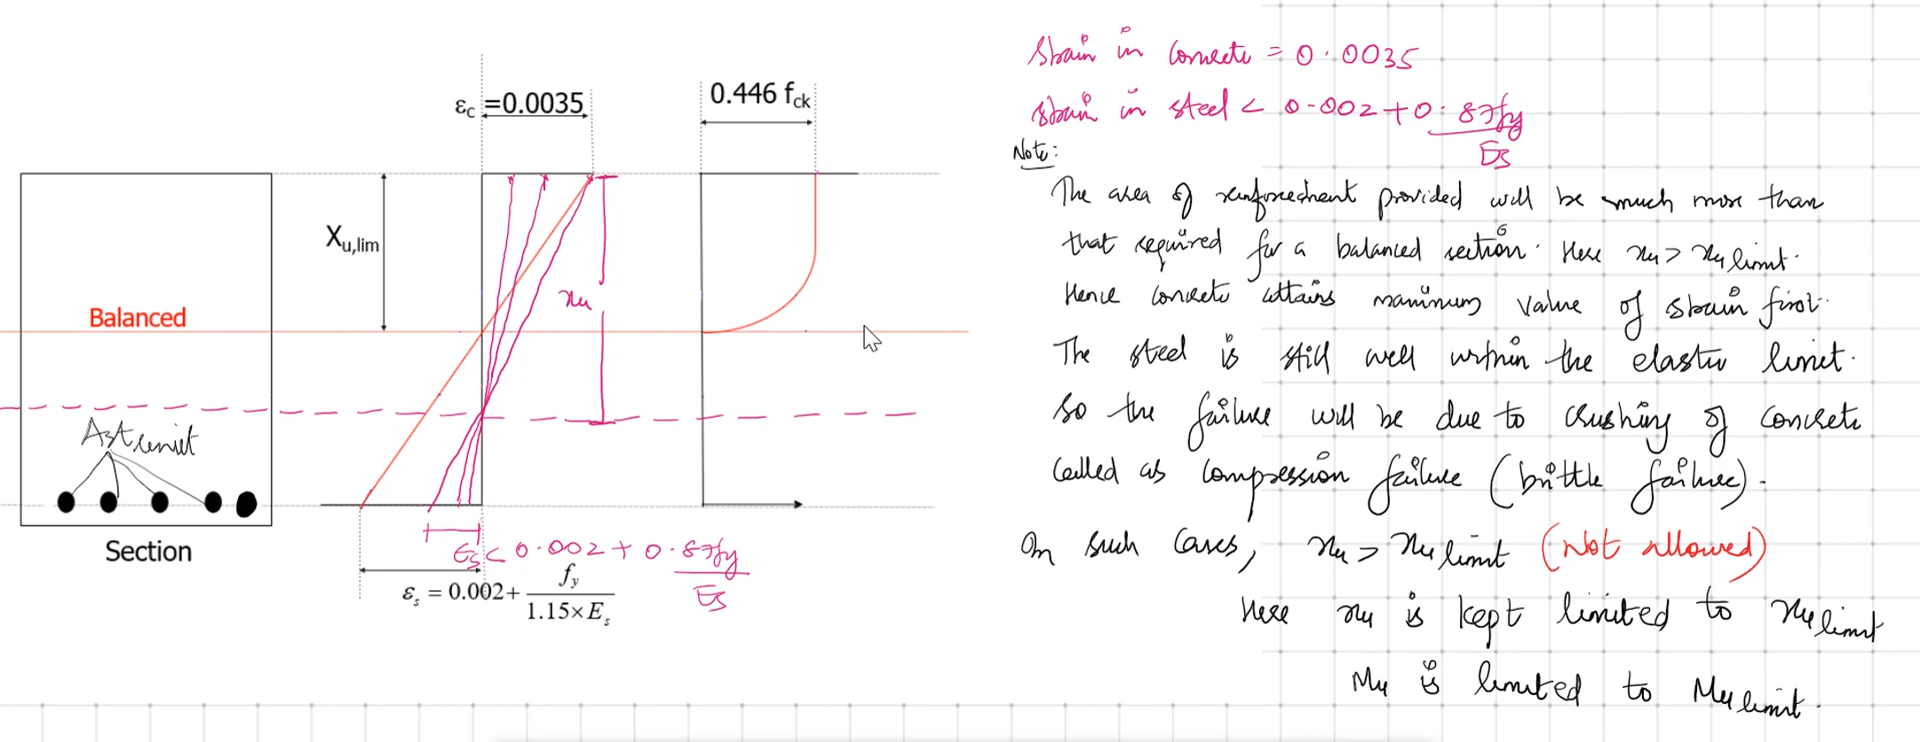 εc =0.0035
0.446 fck
Xu,lim
xu
Balanced
Ast limit
Section
Es < 0.002 + 0.87fy
Es
εs = 0.002+ fy
1.15×Es
Strain in concrete = 0.0035
Strain in steel < 0.002 + 0.87fy
Es
Note:
The area of reinforcement provided will be much more than
that required for a balanced section. Here xu > xu limit.
Hence concrete attains maximum value of strain first.
The steel is still well within the elastic limit.
So the failure will be due to crushing of concrete
Called as compression failure (brittle failure).
In such cases, xu > xu limit (Not allowed)
Here xu is kept limited to xu limit
Mu is limited to Mu limit.